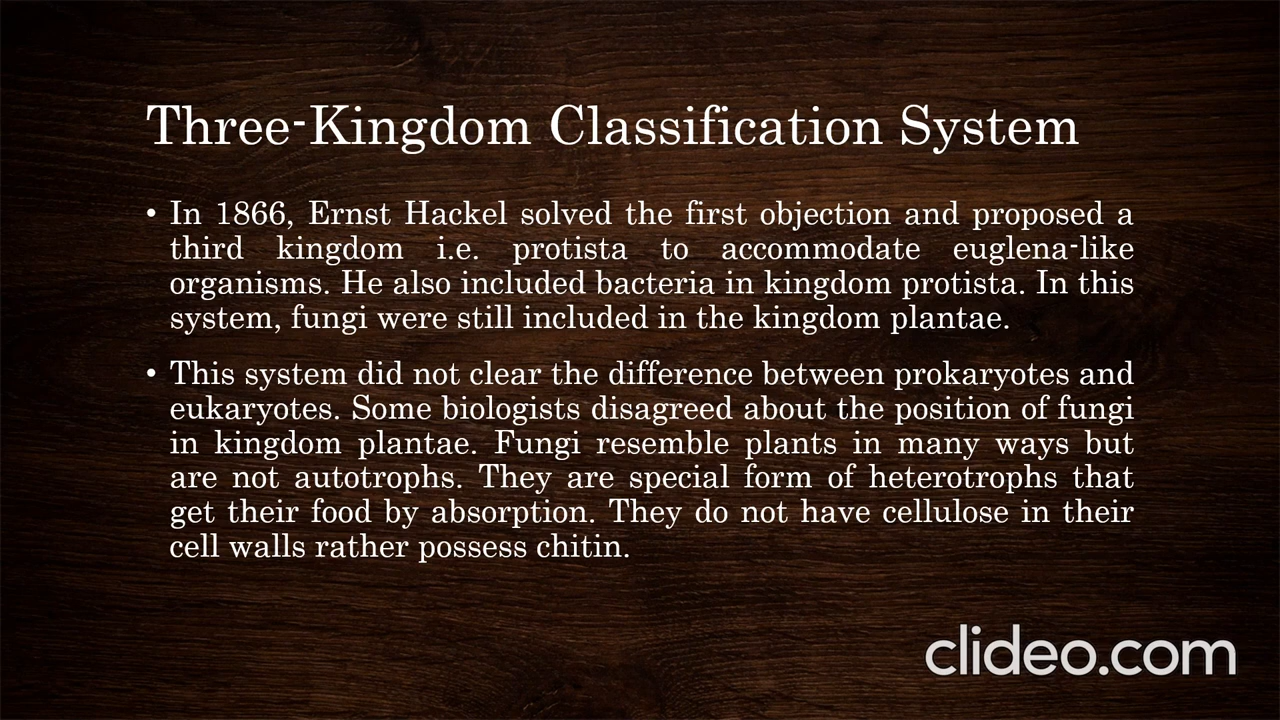 Three-Kingdom Classification System
• In 1866, Ernst Hackel solved the first objection and proposed a
third kingdom i.e. protista to accommodate euglena-like
organisms. He also included bacteria in kingdom protista. In this
system, fungi were still included in the kingdom plantae.
• This system did not clear the difference between prokaryotes and
eukaryotes. Some biologists disagreed about the position of fungi
in kingdom plantae. Fungi resemble plants in many ways but
are not autotrophs. They are special form of heterotrophs that
get their food by absorption. They do not have cellulose in their
cell walls rather possess chitin.
clideo.com